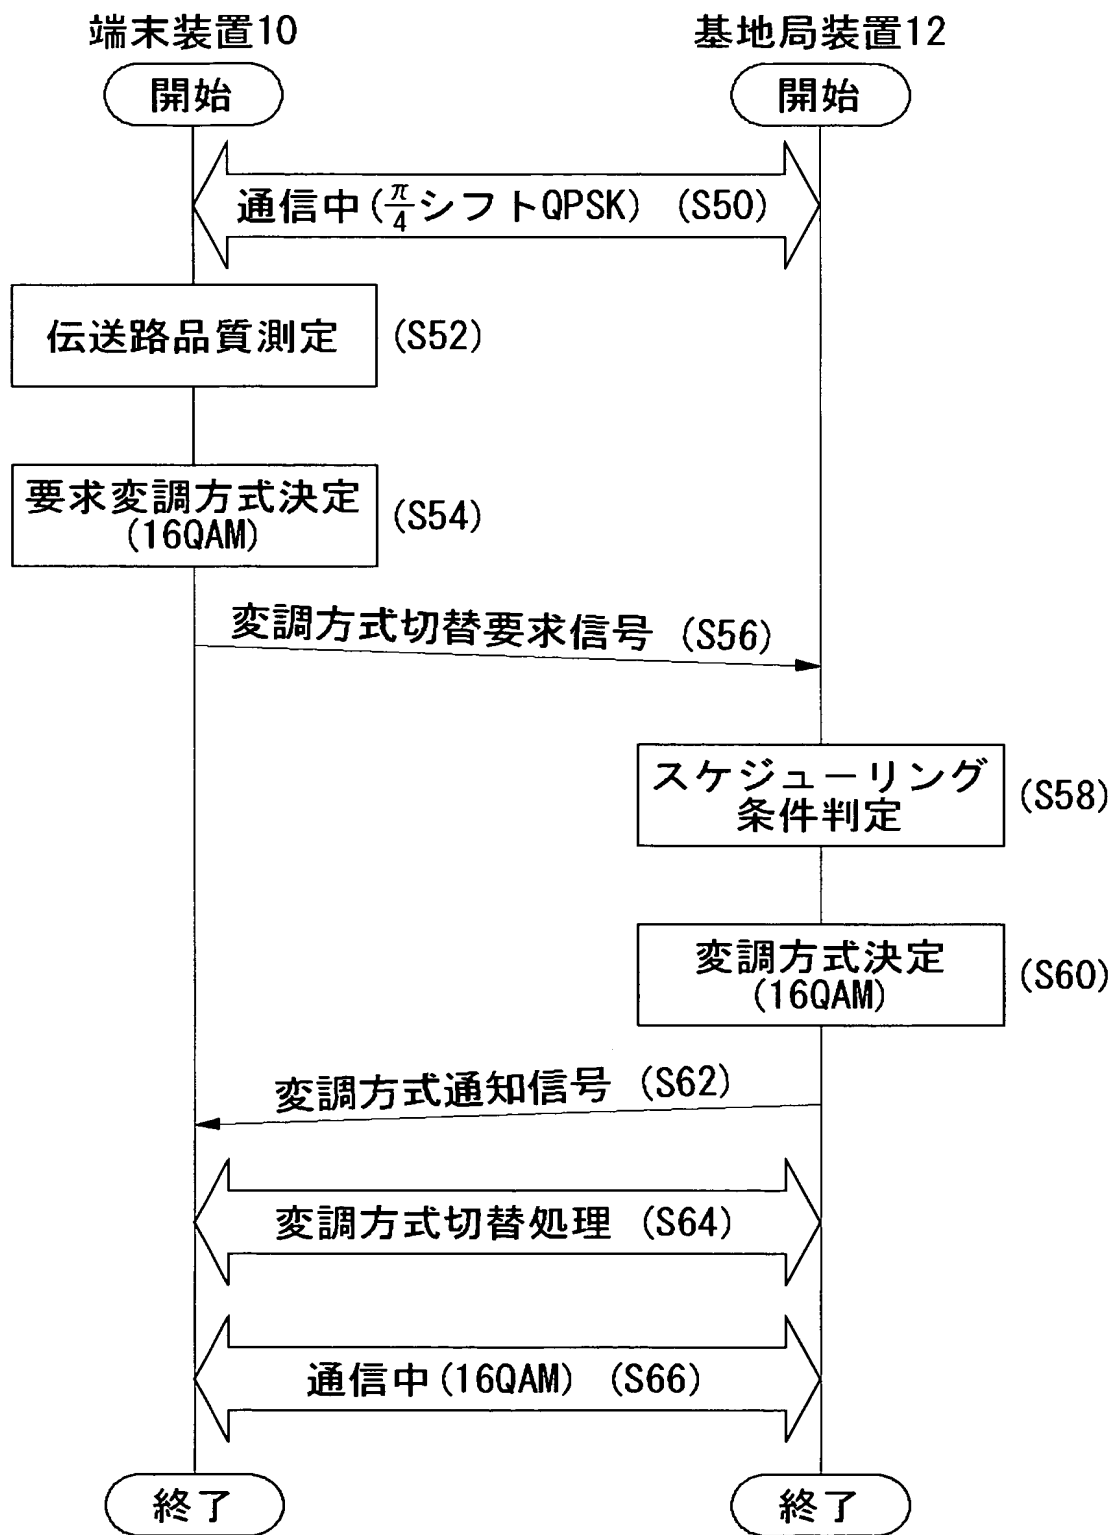 端末装置10
基地局装置12
開始
開始
通信中(π/4シフトQPSK) (S50)
伝送路品質測定
(S52)
要求変調方式決定
(16QAM)
(S54)
変調方式切替要求信号 (S56)
スケジューリング
条件判定
(S58)
変調方式決定
(16QAM)
(S60)
変調方式通知信号 (S62)
変調方式切替処理 (S64)
通信中(16QAM) (S66)
終了
終了